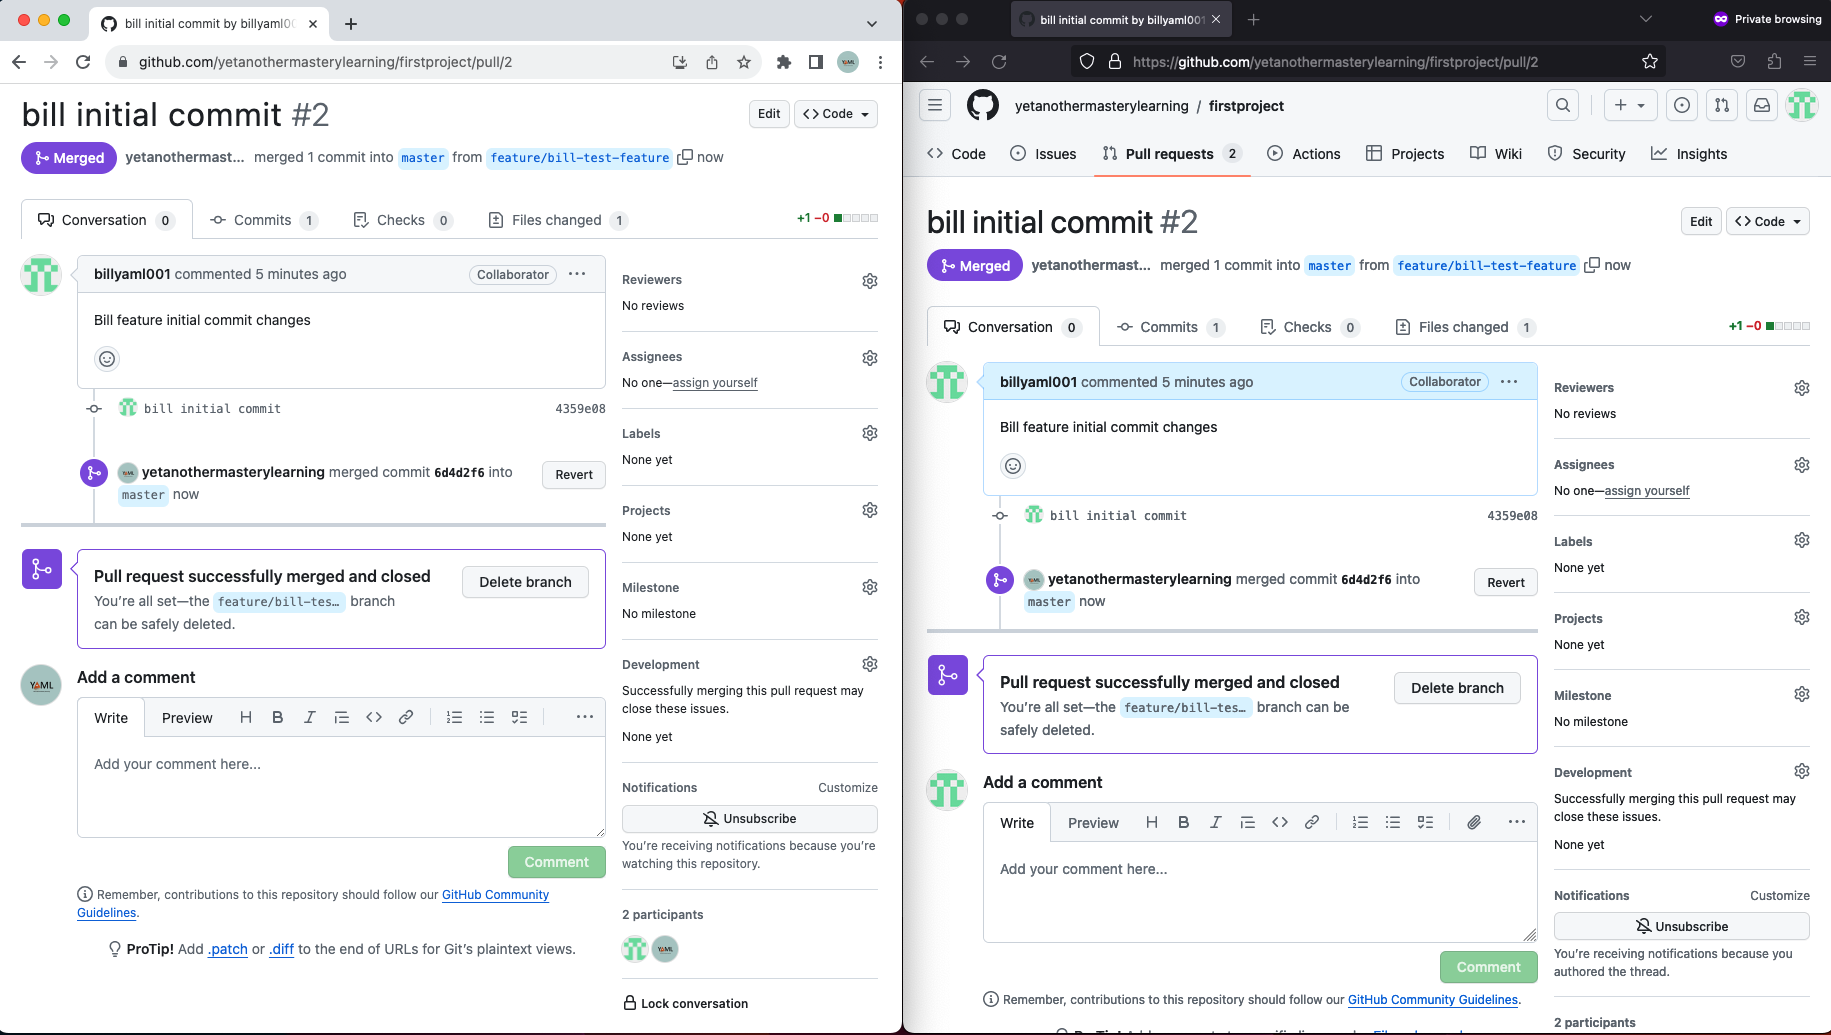 bill initial commit by billyaml00
github.com/yetanothermasterylearning/firstproject/pull/2
YAML
bill initial commit #2
Edit
Code
Merged
yetanothermast... merged 1 commit into master from feature/bill-test-feature now
Conversation 0
Commits 1
Checks 0
Files changed 1
+1 −0
billyaml001 commented 5 minutes ago
Collaborator
Bill feature initial commit changes
bill initial commit
4359e08
yetanothermasterylearning merged commit 6d4d2f6 into
master now
Revert
Pull request successfully merged and closed
You're all set—the feature/bill-tes… branch
can be safely deleted.
Delete branch
YAML
Add a comment
Write
Preview
H B I
Add your comment here...
Comment
Remember, contributions to this repository should follow our GitHub Community
Guidelines.
ProTip! Add .patch or .diff to the end of URLs for Git's plaintext views.
Reviewers
No reviews
Assignees
No one—assign yourself
Labels
None yet
Projects
None yet
Milestone
No milestone
Development
Successfully merging this pull request may
close these issues.
None yet
Notifications
Customize
Unsubscribe
You're receiving notifications because you're
watching this repository.
2 participants
YAML
Lock conversation
bill initial commit by billyaml001
Private browsing
https://github.com/yetanothermasterylearning/firstproject/pull/2
yetanothermasterylearning / firstproject
Code
Issues
Pull requests 2
Actions
Projects
Wiki
Security
Insights
bill initial commit #2
Edit
Code
Merged
yetanothermast... merged 1 commit into master from feature/bill-test-feature now
Conversation 0
Commits 1
Checks 0
Files changed 1
+1 −0
billyaml001 commented 5 minutes ago
Collaborator
Bill feature initial commit changes
bill initial commit
4359e08
yetanothermasterylearning merged commit 6d4d2f6 into
master now
Revert
Pull request successfully merged and closed
You're all set—the feature/bill-tes… branch can be
safely deleted.
Delete branch
Add a comment
Write
Preview
H B I
Add your comment here...
Comment
Remember, contributions to this repository should follow our GitHub Community Guidelines.
Reviewers
No reviews
Assignees
No one—assign yourself
Labels
None yet
Projects
None yet
Milestone
No milestone
Development
Successfully merging this pull request may
close these issues.
None yet
Notifications
Customize
Unsubscribe
You're receiving notifications because you
authored the thread.
2 participants